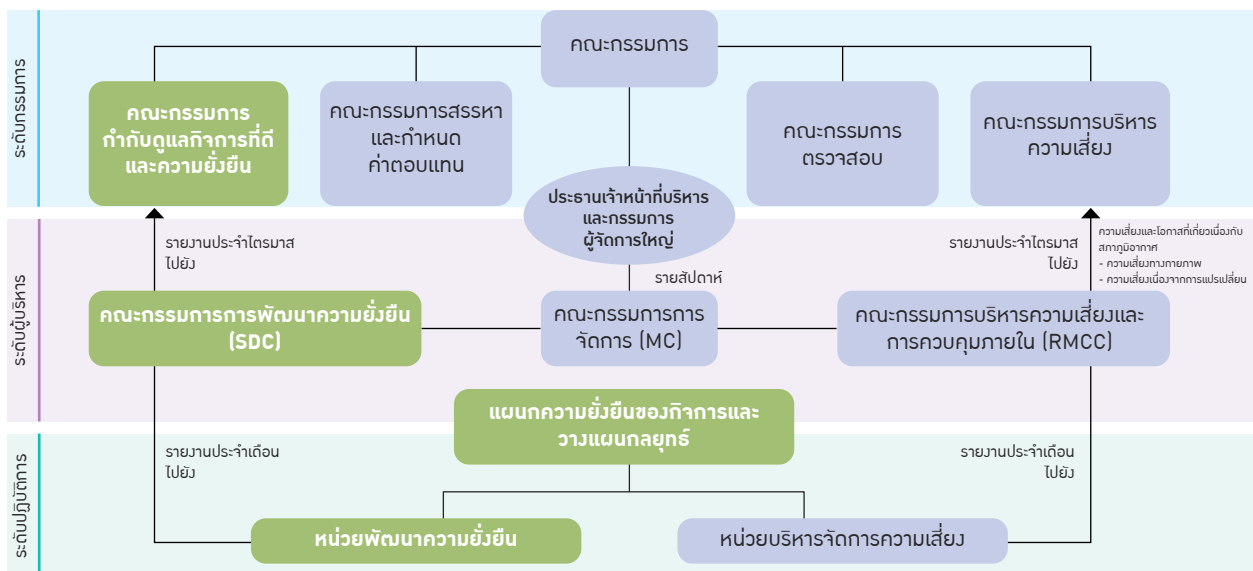 ระดับกรรมการ
คณะกรรมการ
คณะกรรมการ
กำกับดูแลกิจการที่ดี
และความยั่งยืน
คณะกรรมการสรรหา
และกำหนด
ค่าตอบแทน
คณะกรรมการ
ตรวจสอบ
คณะกรรมการบริหาร
ความเสี่ยง
ประธานเจ้าหน้าที่บริหาร
และกรรมการ
ผู้จัดการใหญ่
ระดับผู้บริหาร
รายงานประจำไตรมาส
ไปยัง
รายสัปดาห์
รายงานประจำไตรมาส
ไปยัง
ความเสี่ยงและโอกาสที่เกี่ยวเนื่องกับ
สภาภูมิอากาศ
- ความเสี่ยงทางกายภาพ
- ความเสี่ยงเนื่องจากการแปรเปลี่ยน
คณะกรรมการการพัฒนาความยั่งยืน
(SDC)
คณะกรรมการการ
จัดการ (MC)
คณะกรรมการบริหารความเสี่ยงและ
การควบคุมภายใน (RMCC)
แผนกความยั่งยืนของกิจการและ
วางแผนกลยุทธ์
ระดับปฏิบัติการ
รายงานประจำเดือน
ไปยัง
รายงานประจำเดือน
ไปยัง
หน่วยพัฒนาความยั่งยืน
หน่วยบริหารจัดการความเสี่ยง